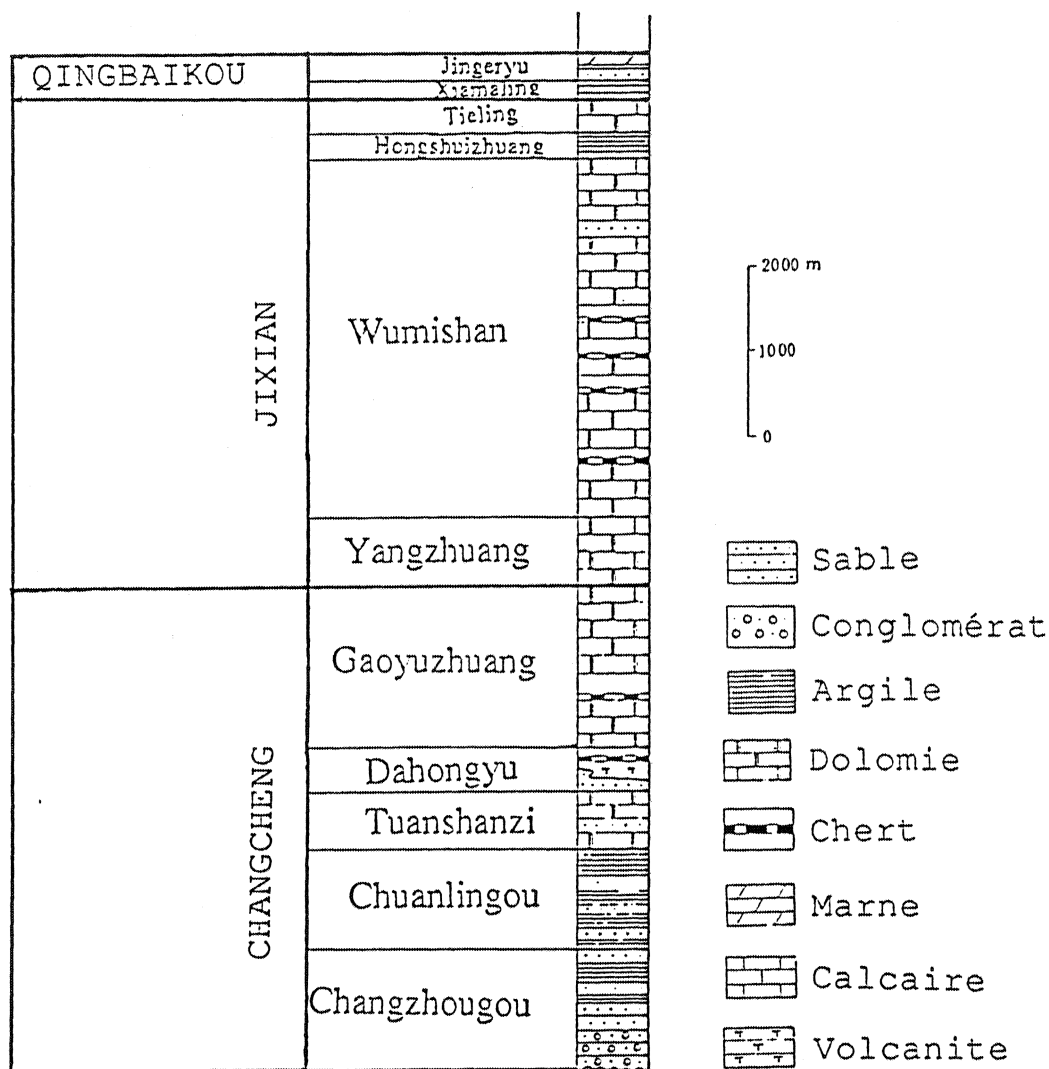 QINGBAIKOU
Jingeryu
Xiamaling
JIXIAN
Tieling
Hongshuizhuang
Wumishan
Yangzhuang
CHANGCHENG
Gaoyuzhuang
Dahongyu
Tuanshanzi
Chuanlingou
Changzhougou
2000 m
1000
0
Sable
Conglomérat
Argile
Dolomie
Chert
Marne
Calcaire
Volcanite